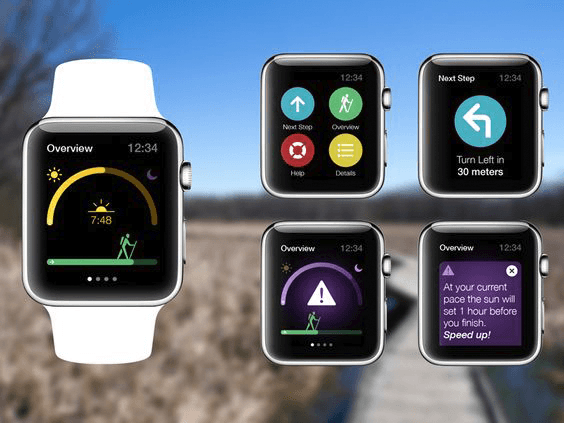 Overview 12:34
7:48
12:34
Next Step Overview
Help Details
Next Step 12:34
Turn Left in
30 meters
Overview 12:34
Overview 12:34
At your current
pace the sun will
set 1 hour before
you finish.
Speed up!